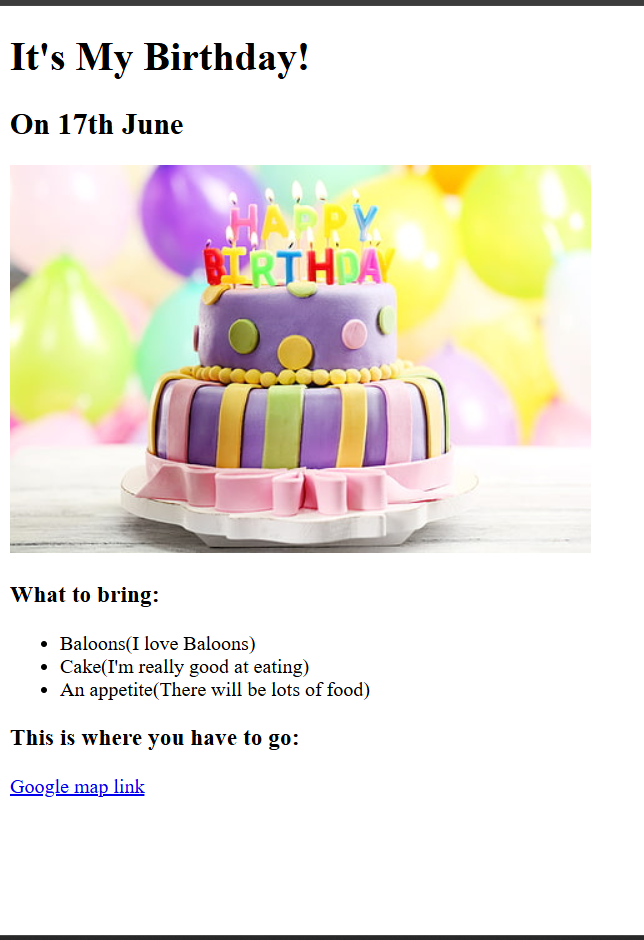 It's My Birthday!
On 17th June
HAPPY
BIRTHDAY
What to bring:
Baloons(I love Baloons)
Cake(I'm really good at eating)
An appetite(There will be lots of food)
This is where you have to go:
Google map link